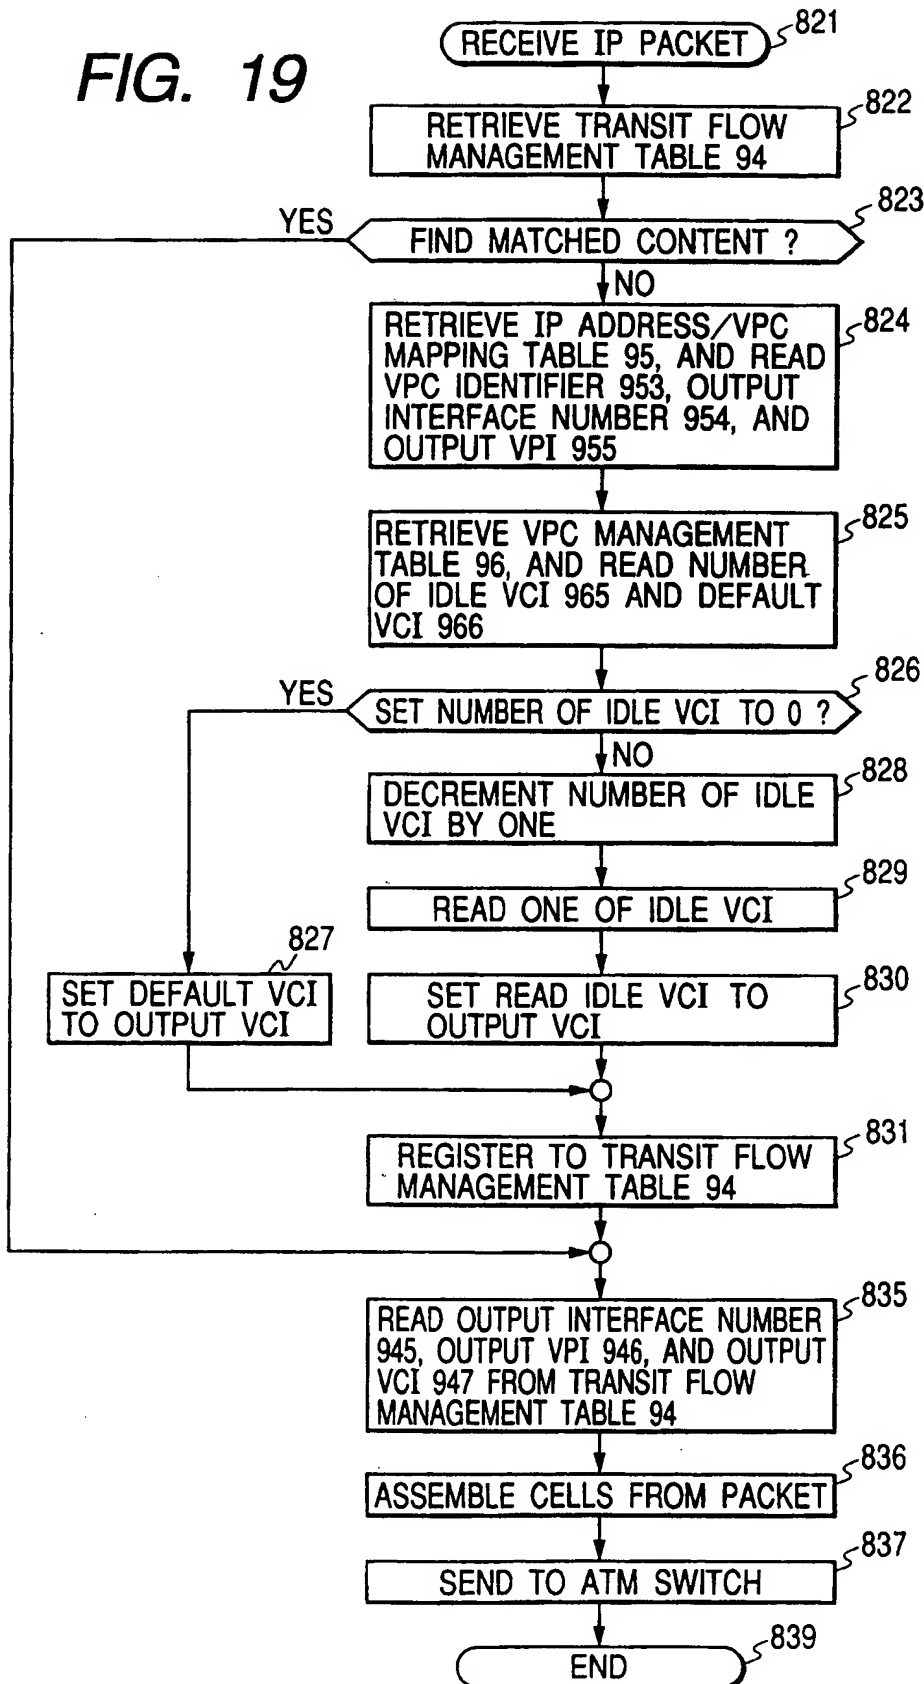 FIG. 19
RECEIVE IP PACKET
821
RETRIEVE TRANSIT FLOW
MANAGEMENT TABLE 94
822
FIND MATCHED CONTENT ?
823
YES
NO
RETRIEVE IP ADDRESS/VPC
MAPPING TABLE 95, AND READ
VPC IDENTIFIER 953, OUTPUT
INTERFACE NUMBER 954, AND
OUTPUT VPI 955
824
RETRIEVE VPC MANAGEMENT
TABLE 96, AND READ NUMBER
OF IDLE VCI 965 AND DEFAULT
VCI 966
825
SET NUMBER OF IDLE VCI TO 0 ?
826
YES
NO
DECREMENT NUMBER OF IDLE
VCI BY ONE
828
READ ONE OF IDLE VCI
829
SET DEFAULT VCI
TO OUTPUT VCI
827
SET READ IDLE VCI TO
OUTPUT VCI
830
REGISTER TO TRANSIT FLOW
MANAGEMENT TABLE 94
831
READ OUTPUT INTERFACE NUMBER
945, OUTPUT VPI 946, AND OUTPUT
VCI 947 FROM TRANSIT FLOW
MANAGEMENT TABLE 94
835
ASSEMBLE CELLS FROM PACKET
836
SEND TO ATM SWITCH
837
END
839